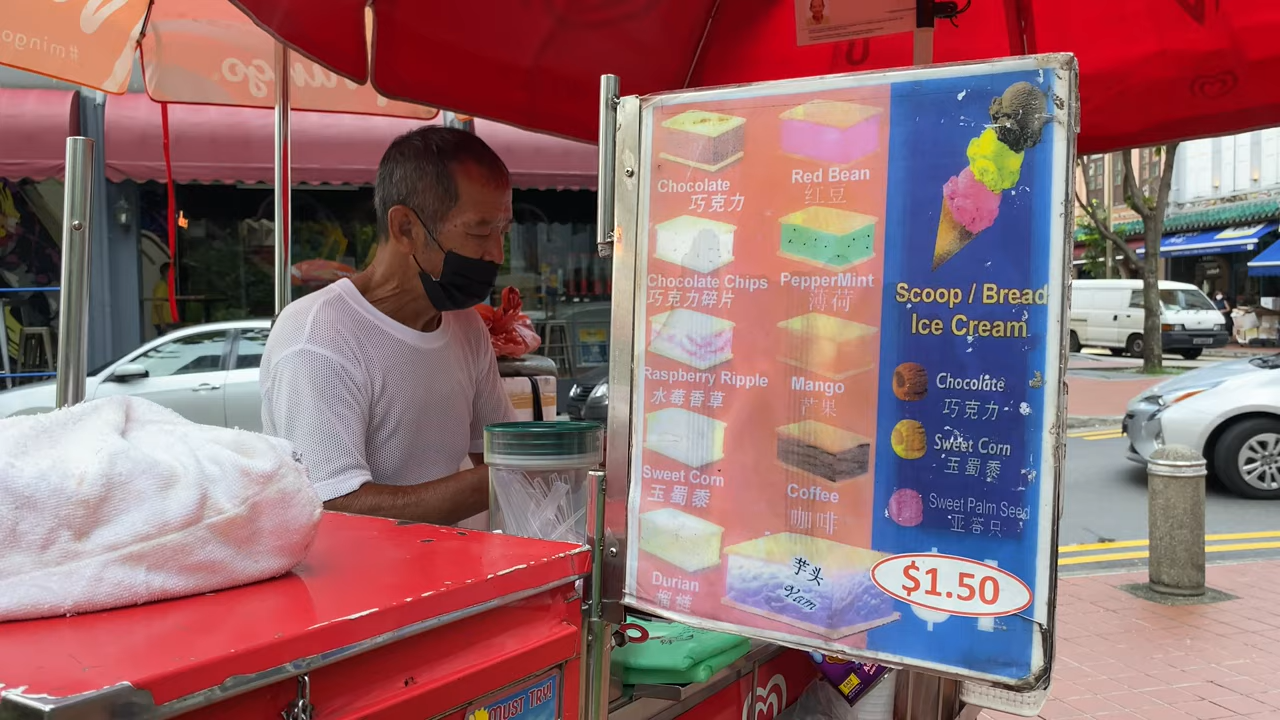 #mingo
Chocolate
巧克力
Red Bean
红豆
Chocolate Chips
巧克力碎片
PepperMint
薄荷
Raspberry Ripple
水莓香草
Mango
芒果
Sweet Corn
玉蜀黍
Coffee
咖啡
Durian
榴梿
芋头
Yam
Scoop / Bread
Ice Cream
Chocolate
巧克力
Sweet Corn
玉蜀黍
Sweet Palm Seed
亚荅只
$1.50
MUST TRY!